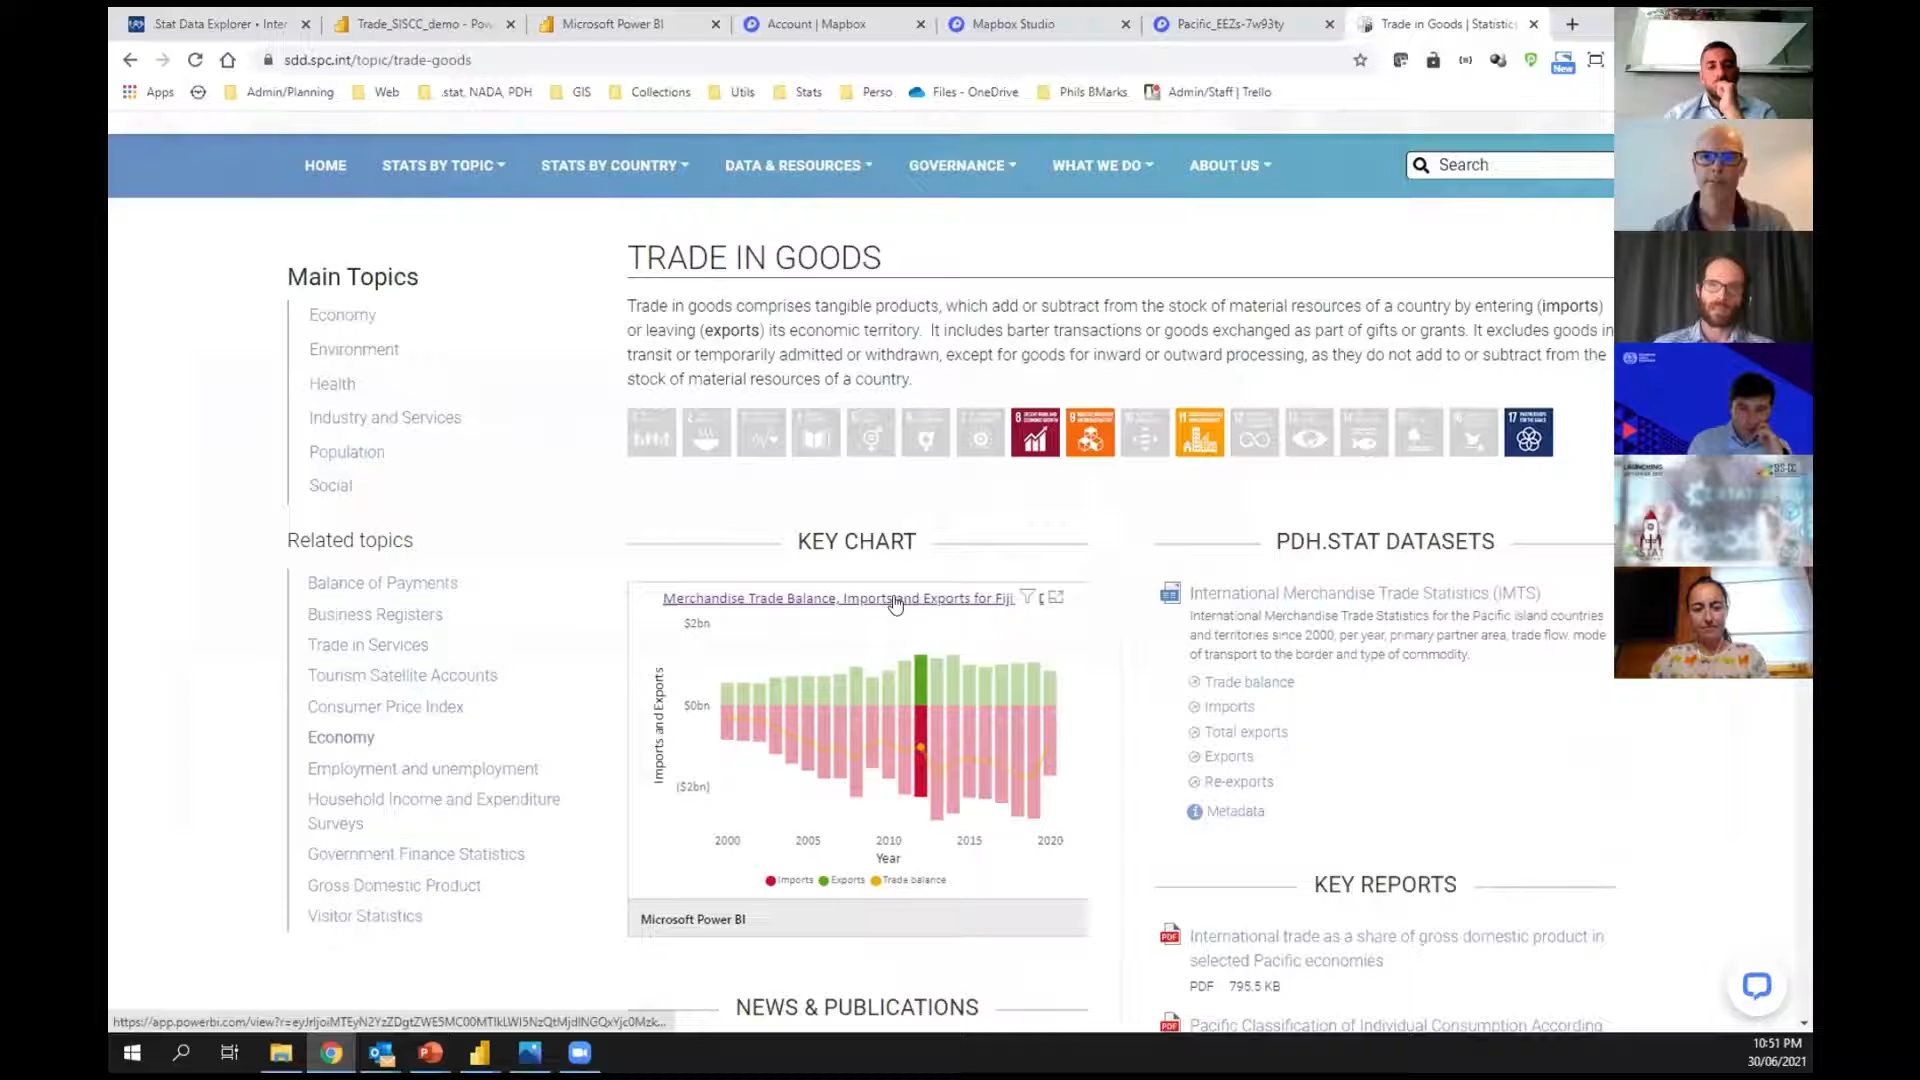 Stat Data Explorer • Inter
Trade_SISCC_demo - Pow
Microsoft Power BI
Account | Mapbox
Mapbox Studio
Pacific_EEZs-7w93ty
Trade in Goods | Statistics
sdd.spc.int/topic/trade-goods
New
Apps
Admin/Planning
Web
.stat, NADA, PDH
GIS
Collections
Utils
Stats
Perso
Files - OneDrive
Phils BMarks
Admin/Staff | Trello
HOME
STATS BY TOPIC
STATS BY COUNTRY
DATA & RESOURCES
GOVERNANCE
WHAT WE DO
ABOUT US
Search
Main Topics
Economy
Environment
Health
Industry and Services
Population
Social
Related topics
Balance of Payments
Business Registers
Trade in Services
Tourism Satellite Accounts
Consumer Price Index
Economy
Employment and unemployment
Household Income and Expenditure
Surveys
Government Finance Statistics
Gross Domestic Product
Visitor Statistics
TRADE IN GOODS
Trade in goods comprises tangible products, which add or subtract from the stock of material resources of a country by entering (imports)
or leaving (exports) its economic territory. It includes barter transactions or goods exchanged as part of gifts or grants. It excludes goods in
transit or temporarily admitted or withdrawn, except for goods for inward or outward processing, as they do not add to or subtract from the
stock of material resources of a country.
8
9
11
17
KEY CHART
Merchandise Trade Balance, Imports and Exports for Fiji
$2bn
$0bn
($2bn)
Imports and Exports
2000
2005
2010
2015
2020
Year
Imports
Exports
Trade balance
Microsoft Power BI
NEWS & PUBLICATIONS
PDH.STAT DATASETS
International Merchandise Trade Statistics (IMTS)
International Merchandise Trade Statistics for the Pacific island countries
and territories since 2000, per year, primary partner area, trade flow. mode
of transport to the border and type of commodity.
Trade balance
Imports
Total exports
Exports
Re-exports
Metadata
KEY REPORTS
PDF
International trade as a share of gross domestic product in
selected Pacific economies
PDF 795.5 KB
PDF
Pacific Classification of Individual Consumption According
LAUNCHING
SIS-CC
10:51 PM
30/06/2021